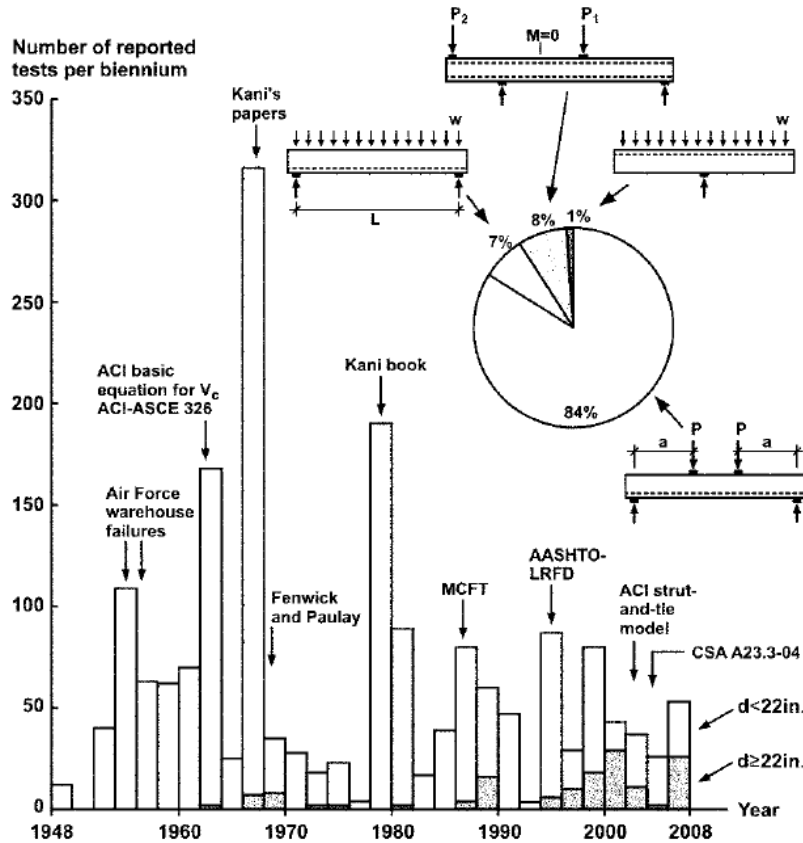 Number of reported
tests per biennium
350
300
250
200
150
100
50
0
1948
1960
1970
1980
1990
2000
2008
Year
Air Force
warehouse
failures
ACI basic
equation for Vc
ACI-ASCE 326
Kani's
papers
Fenwick
and Paulay
Kani book
MCFT
AASHTO-
LRFD
ACI strut-
and-tie
model
CSA A23.3-04
d<22in.
d≥22in.
P2
M=0
P1
w
L
w
7%
8%
1%
84%
P
P
a
a